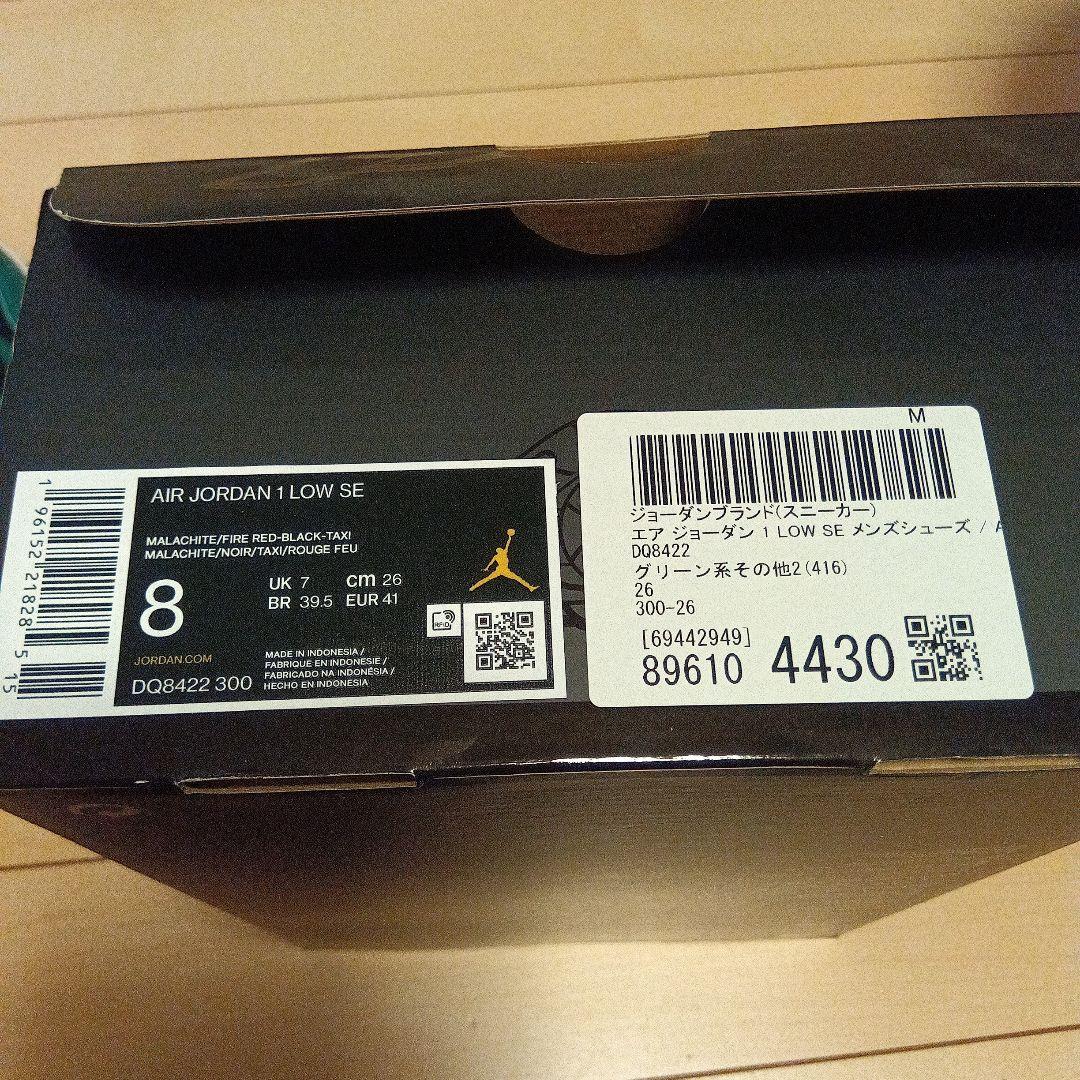 AIR JORDAN 1 LOW SE
MALACHITE/FIRE RED-BLACK-TAXI
MALACHITE/NOIR/TAXI/ROUGE FEU
8
UK 7 cm 26
BR 39.5 EUR 41
RFID
JORDAN.COM
DQ8422 300
MADE IN INDONESIA /
FABRIQUE EN INDONESIE /
FABRICADO NA INDONÉSIA /
HECHO EN INDONESIA
1 96152 21828 5 15
M
ジョーダンブランド(スニーカー)
エア ジョーダン 1 LOW SE メンズシューズ / A
DQ8422
グリーン系その他2(416)
26
300-26
[69442949]
89610 4430